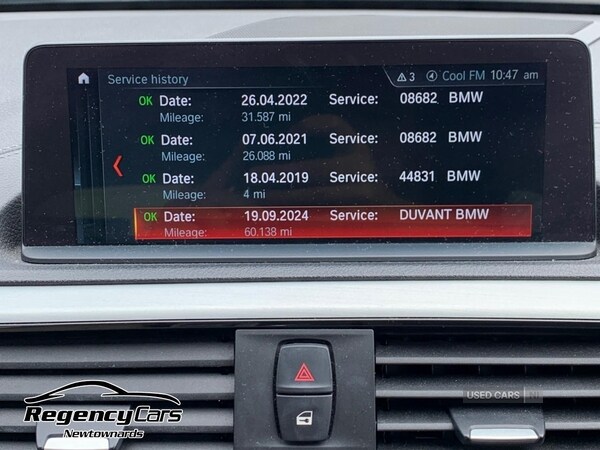 Service history
3 4 Cool FM 10:47 am
OK Date: 26.04.2022 Service: 08682 BMW
Mileage: 31.587 mi
OK Date: 07.06.2021 Service: 08682 BMW
Mileage: 26.088 mi
OK Date: 18.04.2019 Service: 44831 BMW
Mileage: 4 mi
OK Date: 19.09.2024 Service: DUVANT BMW
Mileage: 60.138 mi
RegencyCars
Newtownards
USED CARS NI